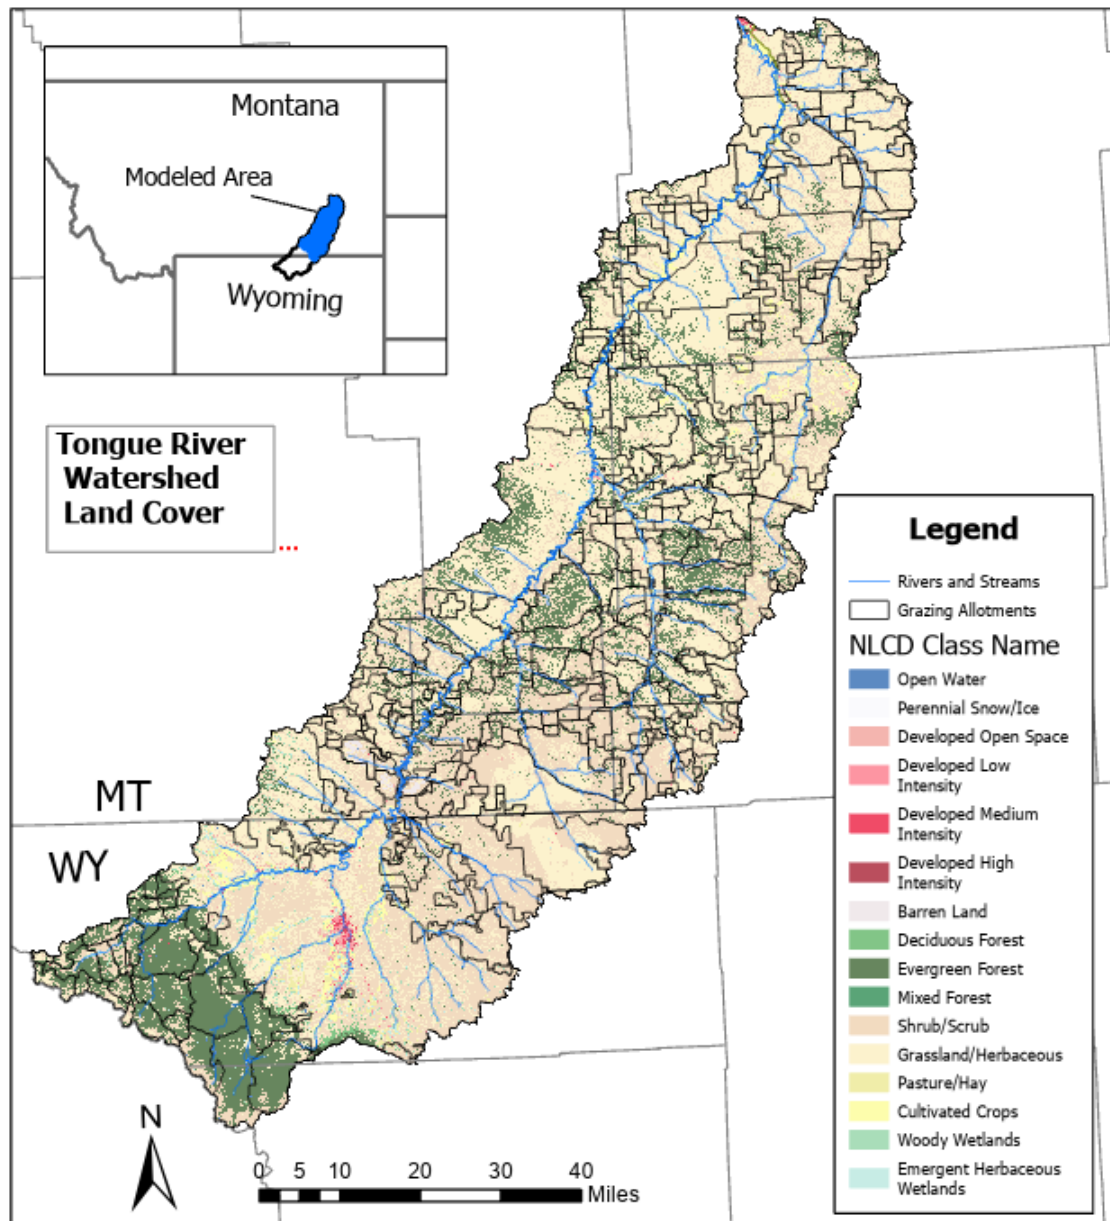 Montana
Modeled Area
Wyoming
Tongue River
Watershed
Land Cover
...
MT
WY
N
0 5 10 20 30 40
Miles
Legend
Rivers and Streams
Grazing Allotments
NLCD Class Name
Open Water
Perennial Snow/Ice
Developed Open Space
Developed Low
Intensity
Developed Medium
Intensity
Developed High
Intensity
Barren Land
Deciduous Forest
Evergreen Forest
Mixed Forest
Shrub/Scrub
Grassland/Herbaceous
Pasture/Hay
Cultivated Crops
Woody Wetlands
Emergent Herbaceous
Wetlands